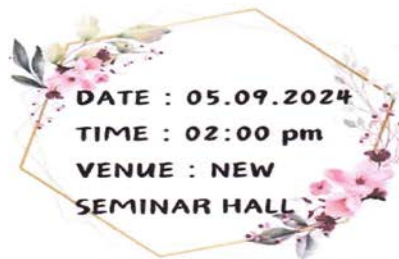 DATE : 05.09.2024
TIME : 02:00 pm
VENUE : NEW
SEMINAR HALL